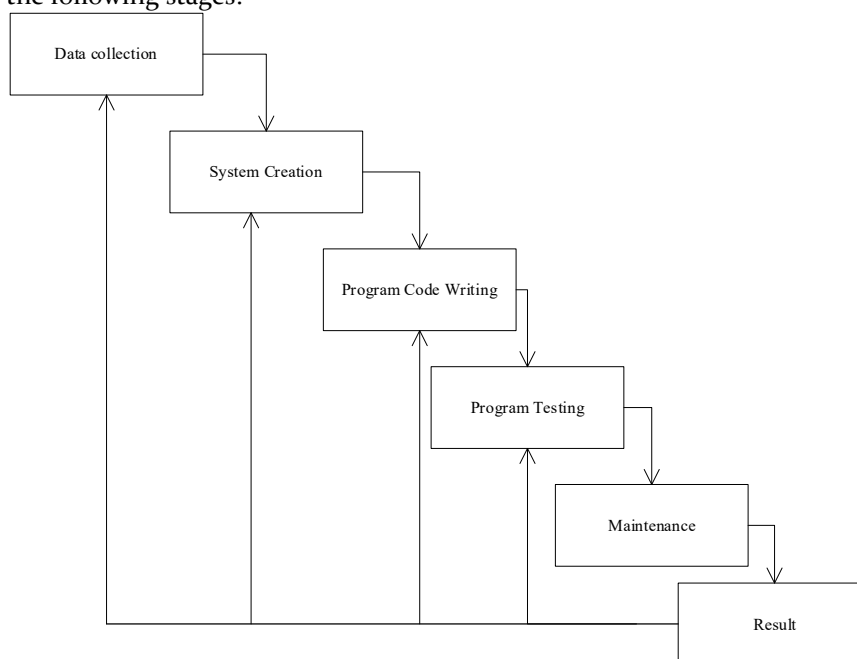 the following stages:
Data collection
System Creation
Program Code Writing
Program Testing
Maintenance
Result